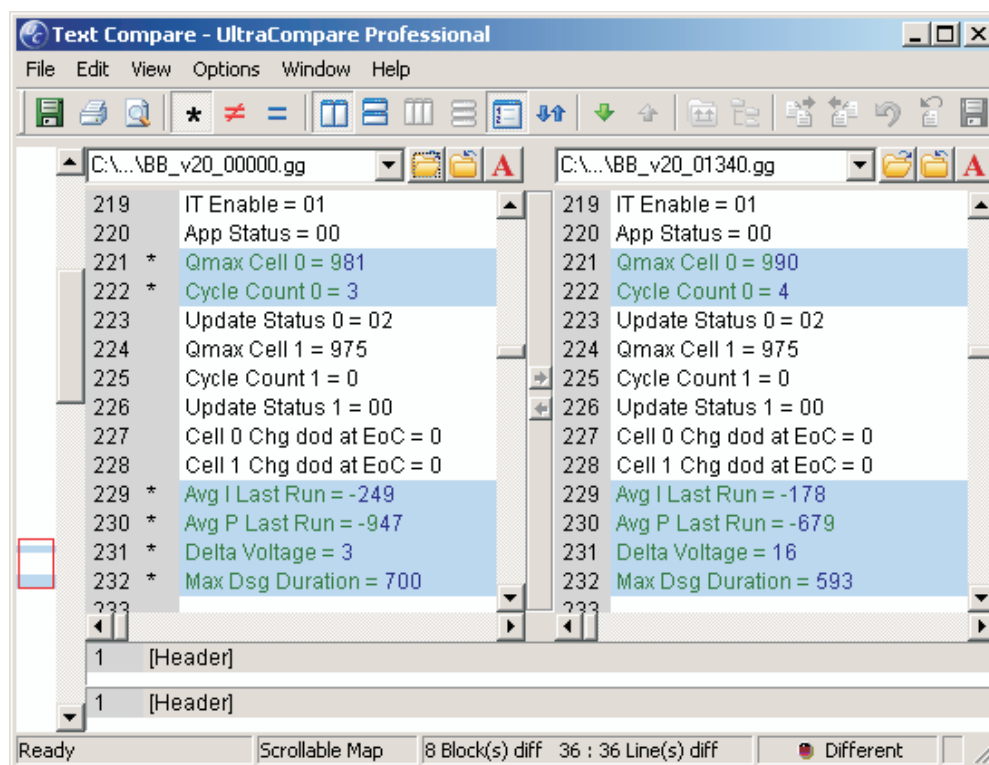 Text Compare - UltraCompare Professional
File Edit View Options Window Help
C:\...\BB_v20_00000.gg
219 IT Enable = 01
220 App Status = 00
221 * Qmax Cell 0 = 981
222 * Cycle Count 0 = 3
223 Update Status 0 = 02
224 Qmax Cell 1 = 975
225 Cycle Count 1 = 0
226 Update Status 1 = 00
227 Cell 0 Chg dod at EoC = 0
228 Cell 1 Chg dod at EoC = 0
229 * Avg I Last Run = -249
230 * Avg P Last Run = -947
231 * Delta Voltage = 3
232 * Max Dsg Duration = 700
233
C:\...\BB_v20_01340.gg
219 IT Enable = 01
220 App Status = 00
221 Qmax Cell 0 = 990
222 Cycle Count 0 = 4
223 Update Status 0 = 02
224 Qmax Cell 1 = 975
225 Cycle Count 1 = 0
226 Update Status 1 = 00
227 Cell 0 Chg dod at EoC = 0
228 Cell 1 Chg dod at EoC = 0
229 Avg I Last Run = -178
230 Avg P Last Run = -679
231 Delta Voltage = 16
232 Max Dsg Duration = 593
233
1 [Header]
1 [Header]
Ready Scrollable Map 8 Block(s) diff 36 : 36 Line(s) diff Different